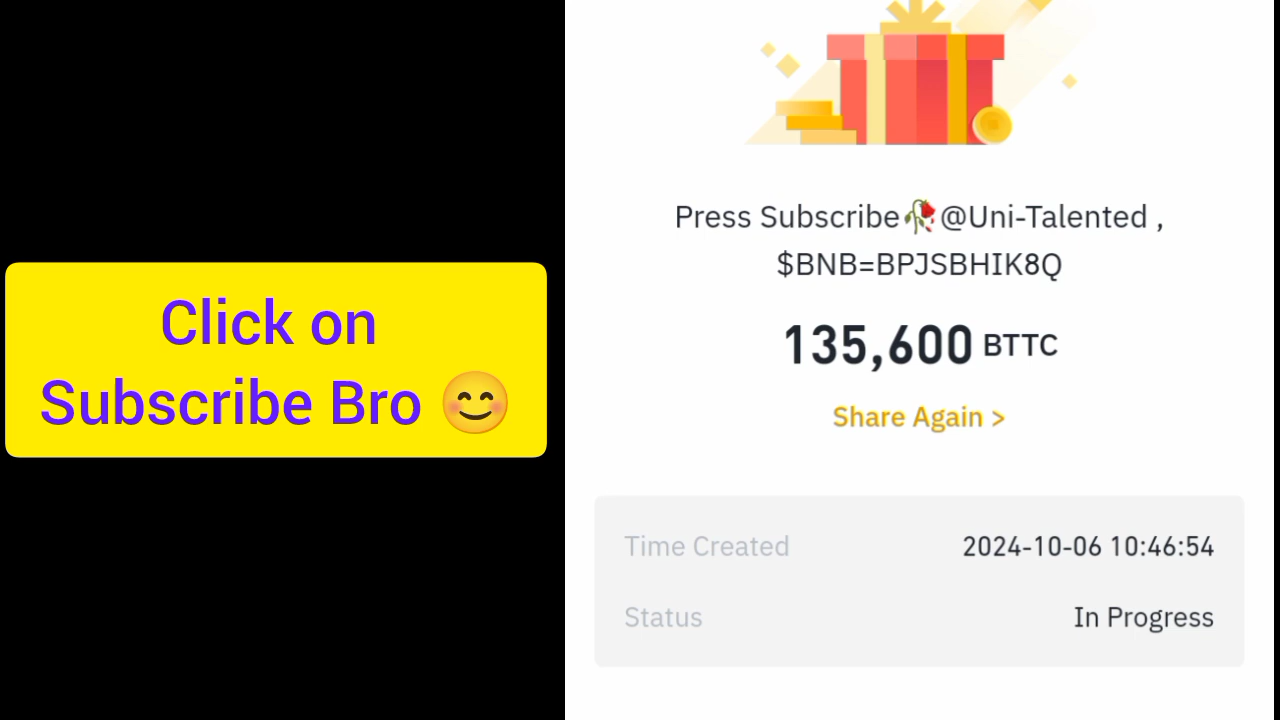 Click on
Subscribe Bro 😊
Press Subscribe🥀@Uni-Talented ,
$BNB=BPJSBHIK8Q
135,600 BTTC
Share Again >
Time Created 2024-10-06 10:46:54
Status In Progress